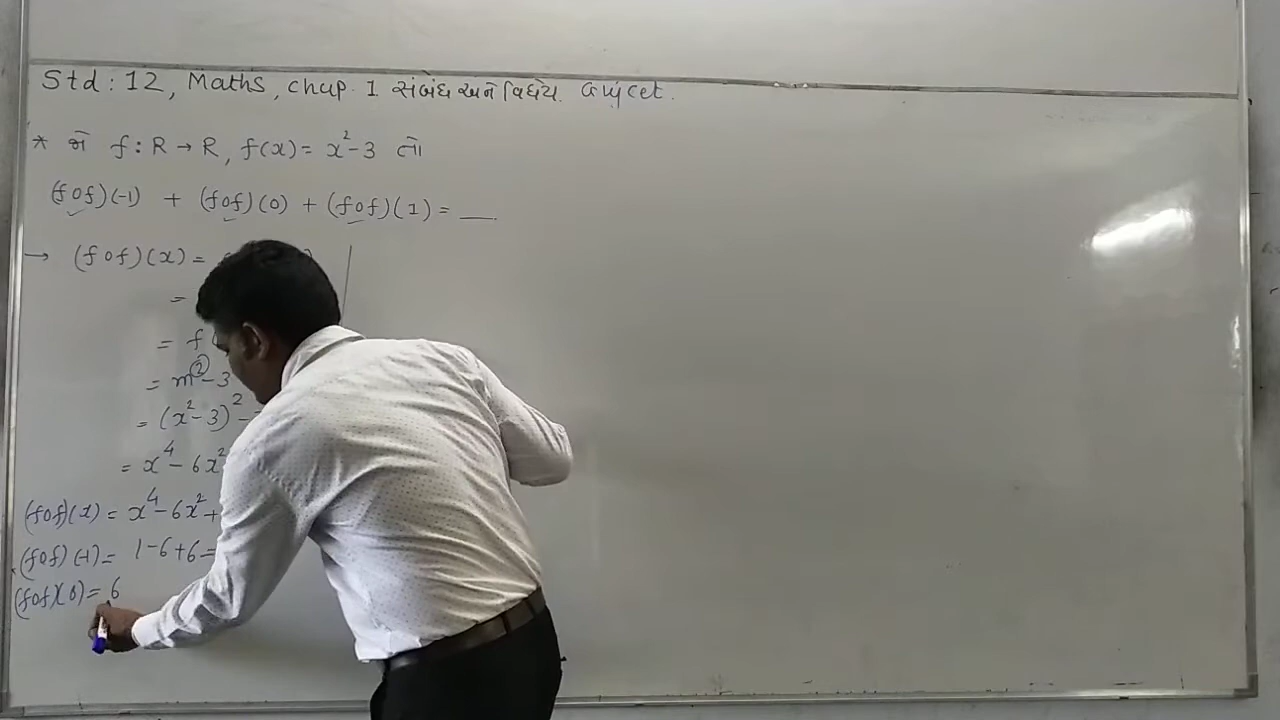 Std : 12, Maths, chap. 1 સંબંધ અને વિધેય. Gujcet.
* જો f : R → R, f(x) = x² - 3 તો
(fof)(-1) + (fof)(0) + (fof)(1) = __.
→ (fof)(x) =
=
= f
= m² - 3
= (x² - 3)² -
= x⁴ - 6x²
(fof)(x) = x⁴ - 6x² +
(fof)(-1) = 1 - 6 + 6 =
(fof)(0) = 6